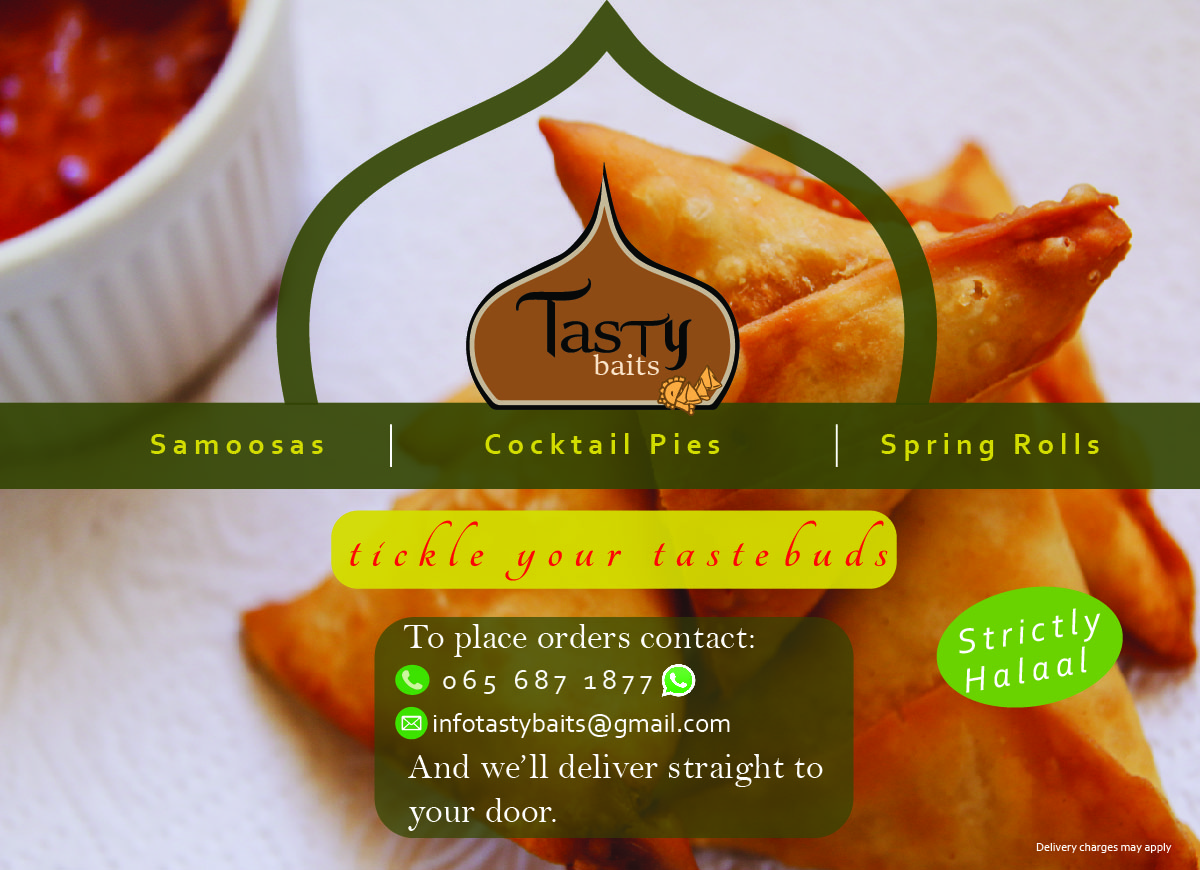 Tasty
baits
Samoosas | Cocktail Pies | Spring Rolls
tickle your tastebuds
To place orders contact:
065 687 1877
infotastybaits@gmail.com
And we’ll deliver straight to
your door.
Strictly
Halaal
Delivery charges may apply